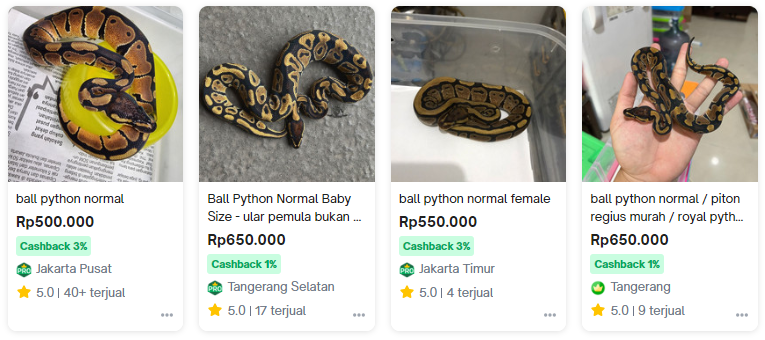 ball python normal
Rp500.000
Cashback 3%
PRO
Jakarta Pusat
5.0 | 40+ terjual
Ball Python Normal Baby
Size - ular pemula bukan ...
Rp650.000
Cashback 1%
PRO
Tangerang Selatan
5.0 | 17 terjual
ball python normal female
Rp550.000
Cashback 3%
PRO
Jakarta Timur
5.0 | 4 terjual
ball python normal / piton
regius murah / royal pyth...
Rp650.000
Cashback 1%
Tangerang
5.0 | 9 terjual